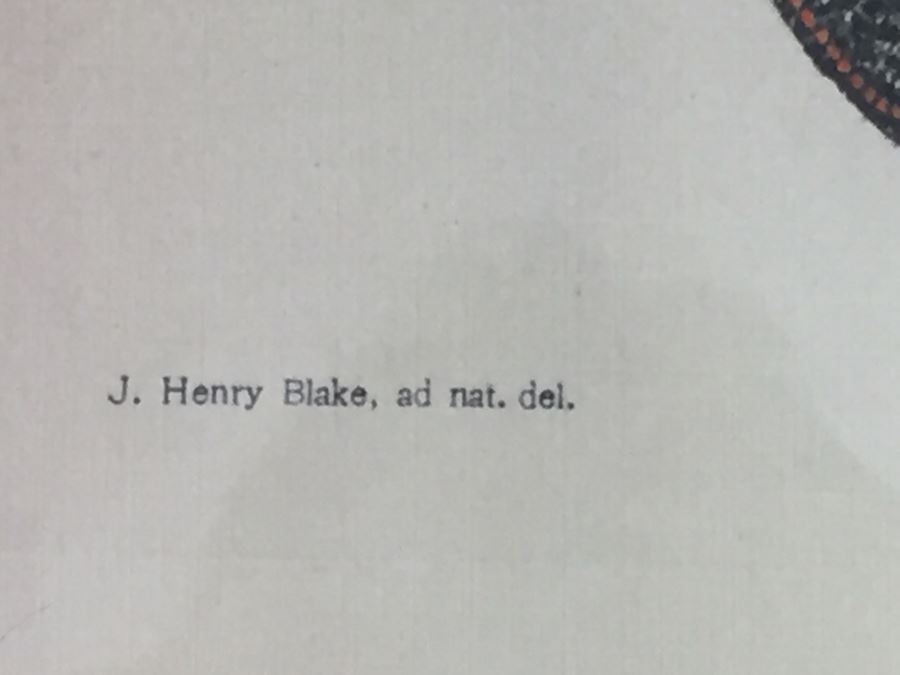 J. Henry Blake, ad nat. del.